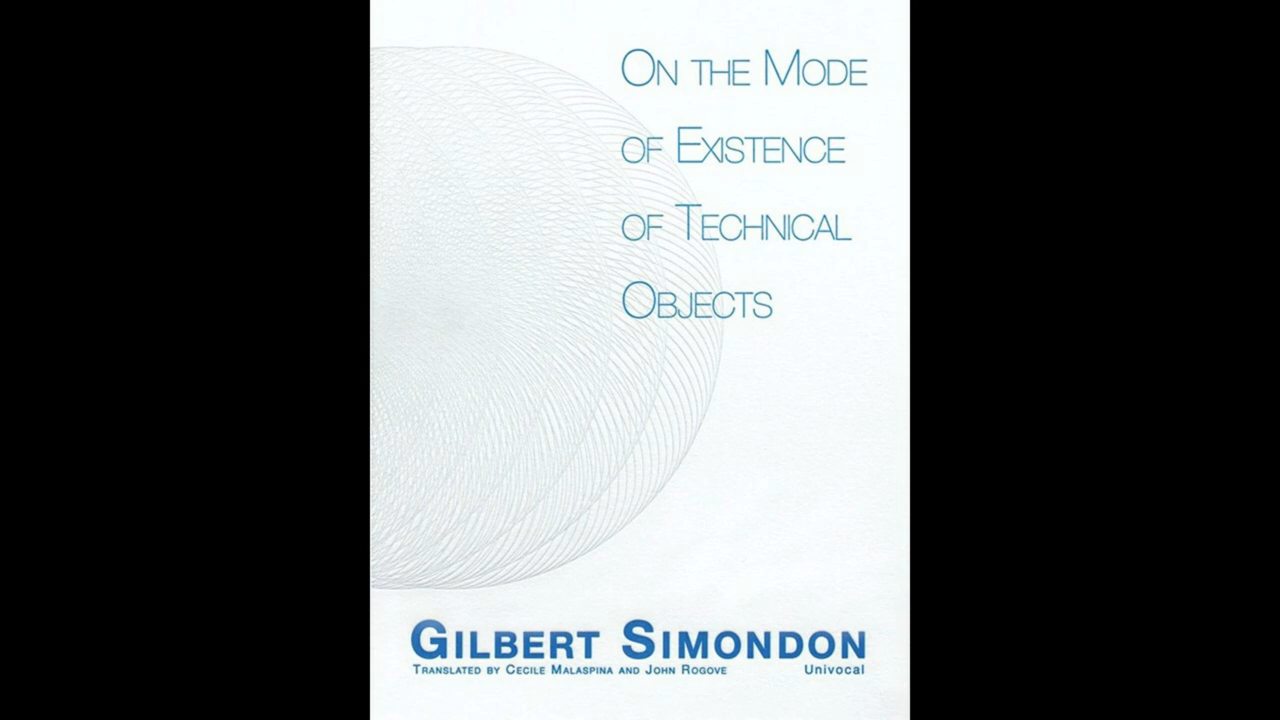 On the Mode
of Existence
of Technical
Objects
Gilbert Simondon
Translated by Cecile Malaspina and John Rogove
Univocal